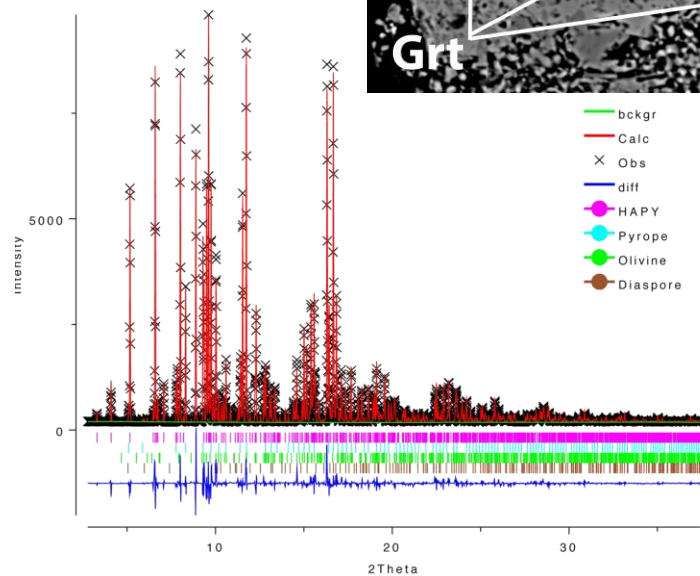 Grt
bckgr
Calc
Obs
diff
HAPY
Pyrope
Olivine
Diaspore
Intensity
5000
0
10
20
30
2Theta